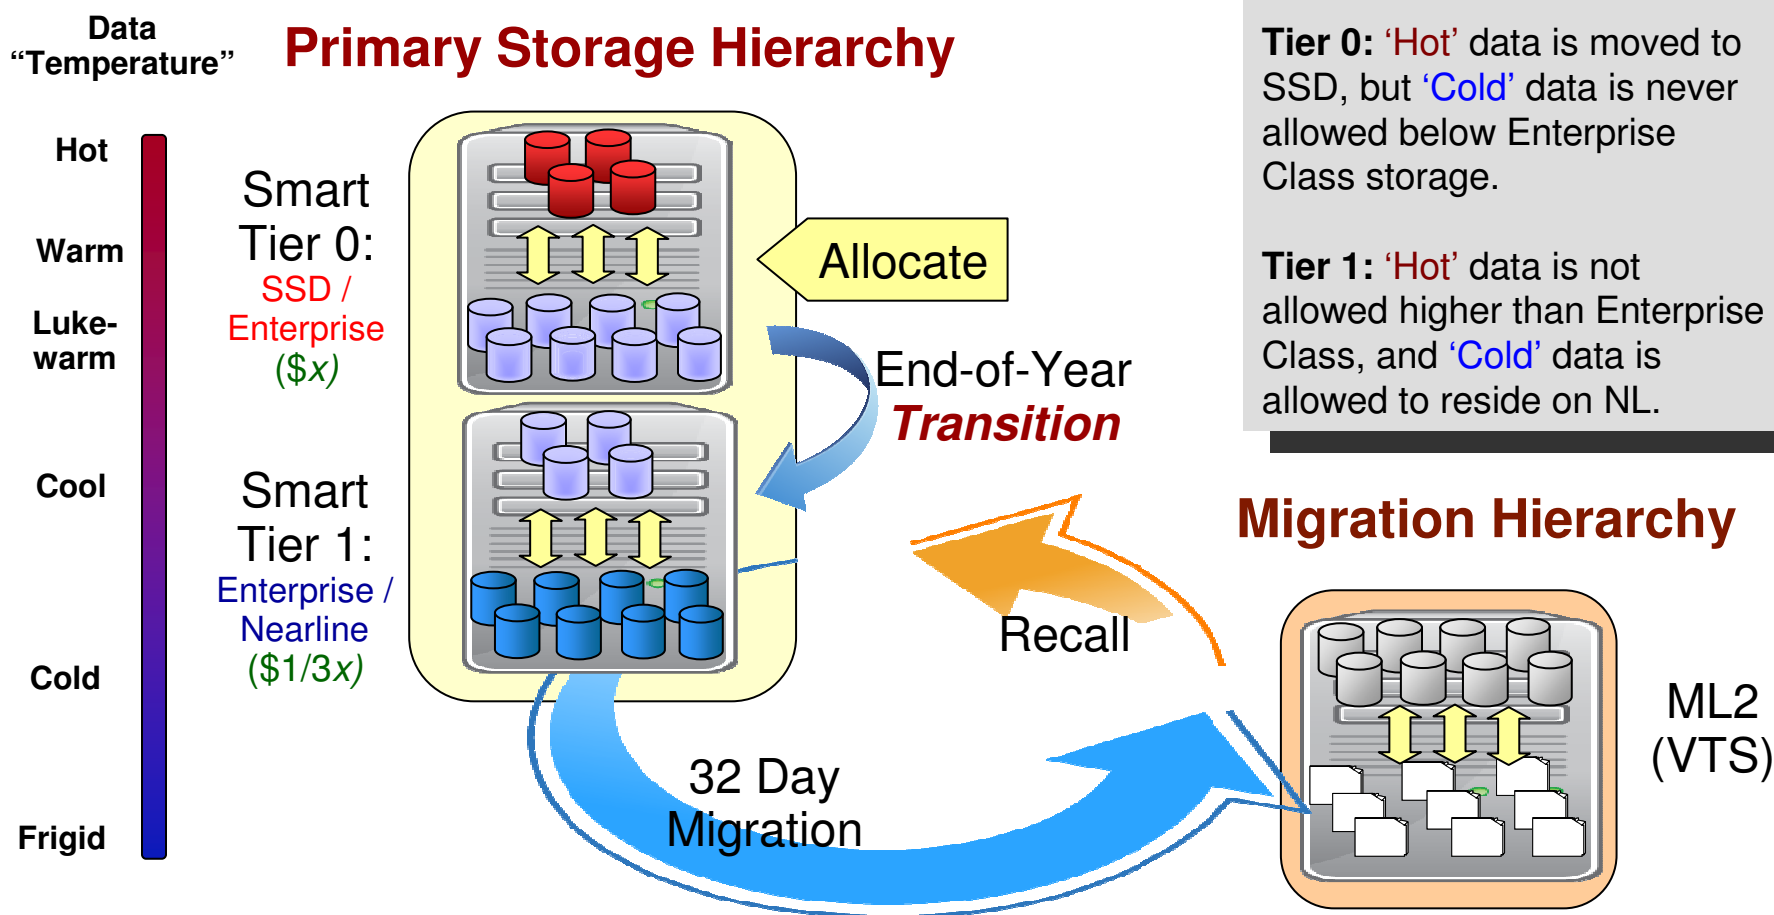 Data
“Temperature”
Primary Storage Hierarchy
Hot
Warm
Luke-
warm
Cool
Cold
Frigid
Smart
Tier 0:
SSD /
Enterprise
($x)
Smart
Tier 1:
Enterprise /
Nearline
($1/3x)
Allocate
End-of-Year
Transition
Recall
32 Day
Migration
Tier 0: ‘Hot’ data is moved to
SSD, but ‘Cold’ data is never
allowed below Enterprise
Class storage.
Tier 1: ‘Hot’ data is not
allowed higher than Enterprise
Class, and ‘Cold’ data is
allowed to reside on NL.
Migration Hierarchy
ML2
(VTS)